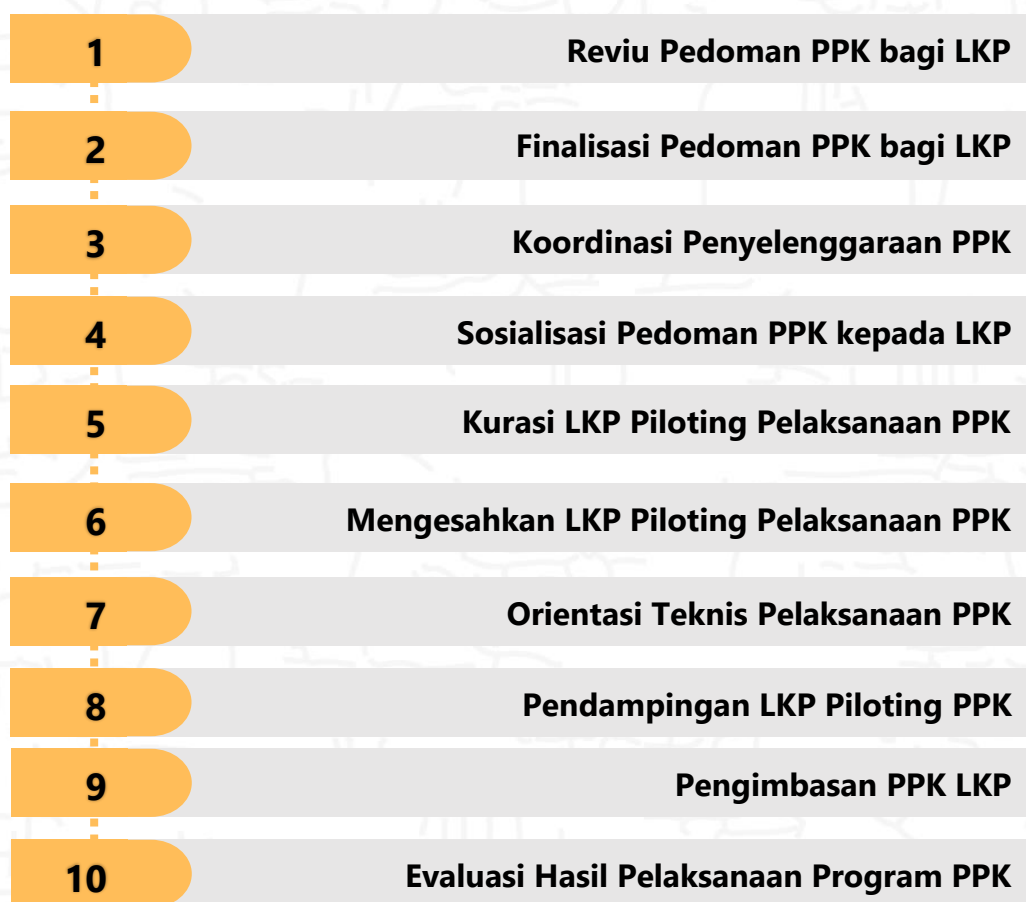 1 Reviu Pedoman PPK bagi LKP
2 Finalisasi Pedoman PPK bagi LKP
3 Koordinasi Penyelenggaraan PPK
4 Sosialisasi Pedoman PPK kepada LKP
5 Kurasi LKP Piloting Pelaksanaan PPK
6 Mengesahkan LKP Piloting Pelaksanaan PPK
7 Orientasi Teknis Pelaksanaan PPK
8 Pendampingan LKP Piloting PPK
9 Pengimbasan PPK LKP
10 Evaluasi Hasil Pelaksanaan Program PPK